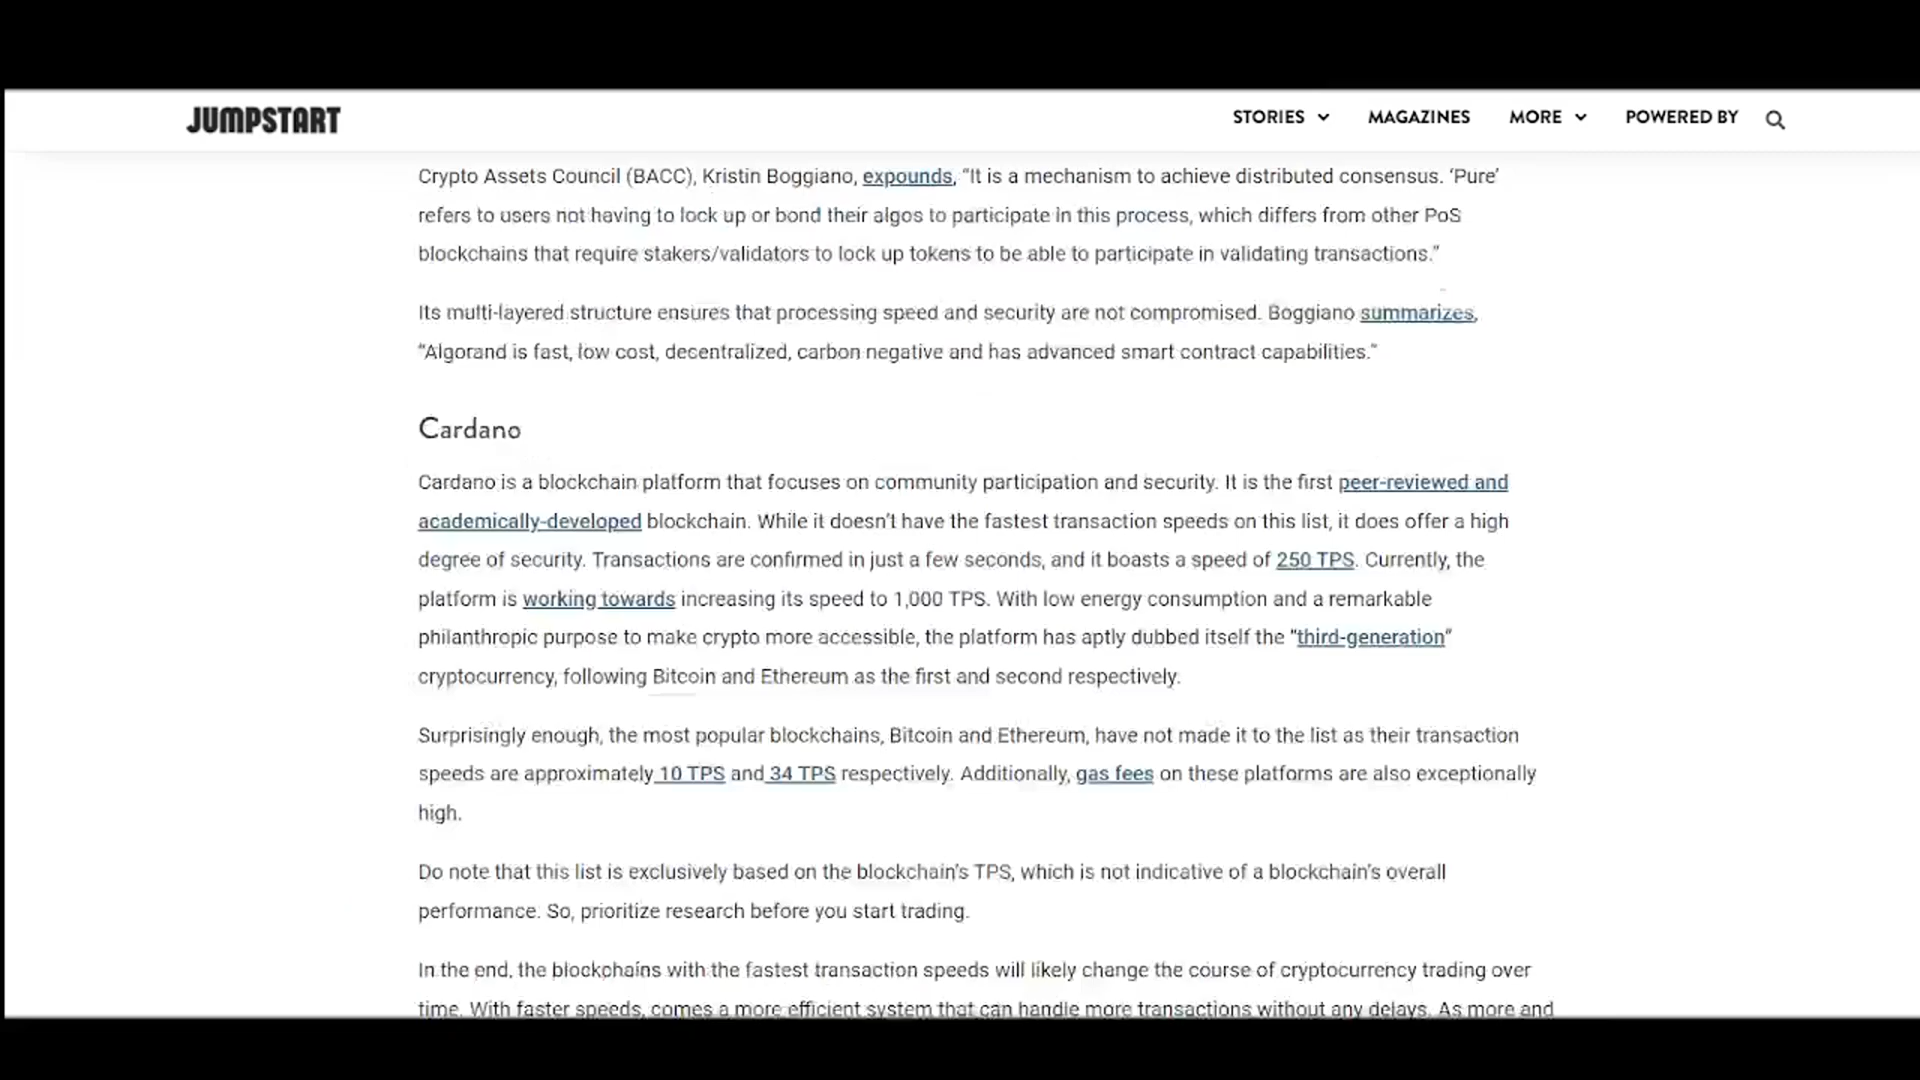 JUMPSTART
STORIES
MAGAZINES
MORE
POWERED BY
Crypto Assets Council (BACC), Kristin Boggiano, expounds, “It is a mechanism to achieve distributed consensus. ‘Pure’
refers to users not having to lock up or bond their algos to participate in this process, which differs from other PoS
blockchains that require stakers/validators to lock up tokens to be able to participate in validating transactions.”
Its multi-layered structure ensures that processing speed and security are not compromised. Boggiano summarizes,
“Algorand is fast, low cost, decentralized, carbon negative and has advanced smart contract capabilities.”
Cardano
Cardano is a blockchain platform that focuses on community participation and security. It is the first peer-reviewed and
academically-developed blockchain. While it doesn’t have the fastest transaction speeds on this list, it does offer a high
degree of security. Transactions are confirmed in just a few seconds, and it boasts a speed of 250 TPS. Currently, the
platform is working towards increasing its speed to 1,000 TPS. With low energy consumption and a remarkable
philanthropic purpose to make crypto more accessible, the platform has aptly dubbed itself the “third-generation”
cryptocurrency, following Bitcoin and Ethereum as the first and second respectively.
Surprisingly enough, the most popular blockchains, Bitcoin and Ethereum, have not made it to the list as their transaction
speeds are approximately 10 TPS and 34 TPS respectively. Additionally, gas fees on these platforms are also exceptionally
high.
Do note that this list is exclusively based on the blockchain’s TPS, which is not indicative of a blockchain’s overall
performance. So, prioritize research before you start trading.
In the end, the blockchains with the fastest transaction speeds will likely change the course of cryptocurrency trading over
time. With faster speeds, comes a more efficient system that can handle more transactions without any delays. As more and